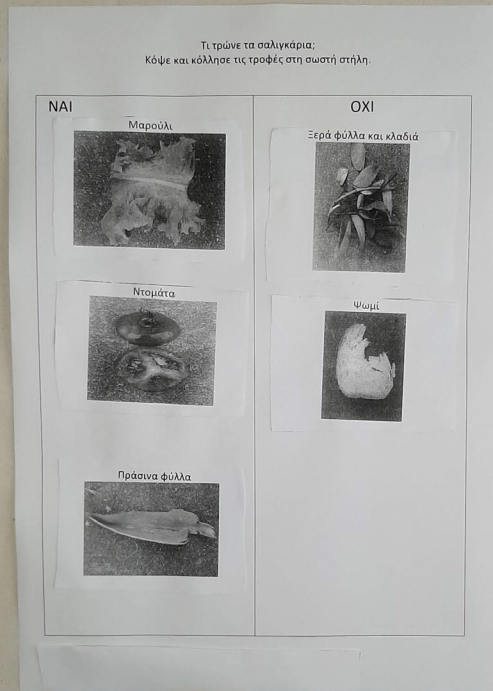 Τι τρώνε τα σαλιγκάρια;
Κόψε και κόλλησε τις τροφές στη σωστή στήλη.
ΝΑΙ
ΟΧΙ
Μαρούλι
Ξερά φύλλα και κλαδιά
Ντομάτα
Ψωμί
Πράσινα φύλλα